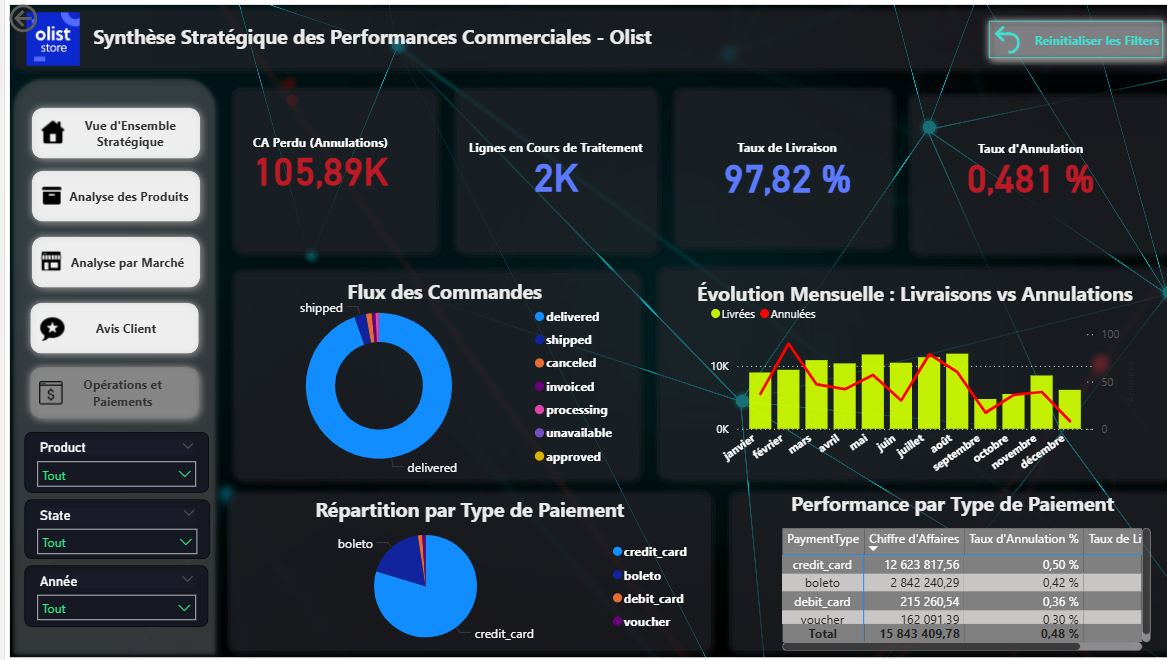 olist
store
Synthèse Stratégique des Performances Commerciales - Olist
Reinitialiser les Filters
Vue d'Ensemble
Stratégique
Analyse des Produits
Analyse par Marché
Avis Client
Opérations et
Paiements
Product
Tout
State
Tout
Année
Tout
CA Perdu (Annulations)
105,89K
Lignes en Cours de Traitement
2K
Taux de Livraison
97,82 %
Taux d'Annulation
0,481 %
Flux des Commandes
shipped
delivered
delivered
shipped
canceled
invoiced
processing
unavailable
approved
Évolution Mensuelle : Livraisons vs Annulations
Livrées Annulées
10K
0K
100
50
0
janvier
février
mars
avril
mai
juin
juillet
août
septembre
octobre
novembre
décembre
Répartition par Type de Paiement
boleto
credit_card
credit_card
boleto
debit_card
voucher
Performance par Type de Paiement
PaymentType Chiffre d'Affaires Taux d'Annulation % Taux de Li
credit_card 12 623 817,56 0,50 %
boleto 2 842 240,29 0,42 %
debit_card 215 260,54 0,36 %
voucher 162 091,39 0,30 %
Total 15 843 409,78 0,48 %